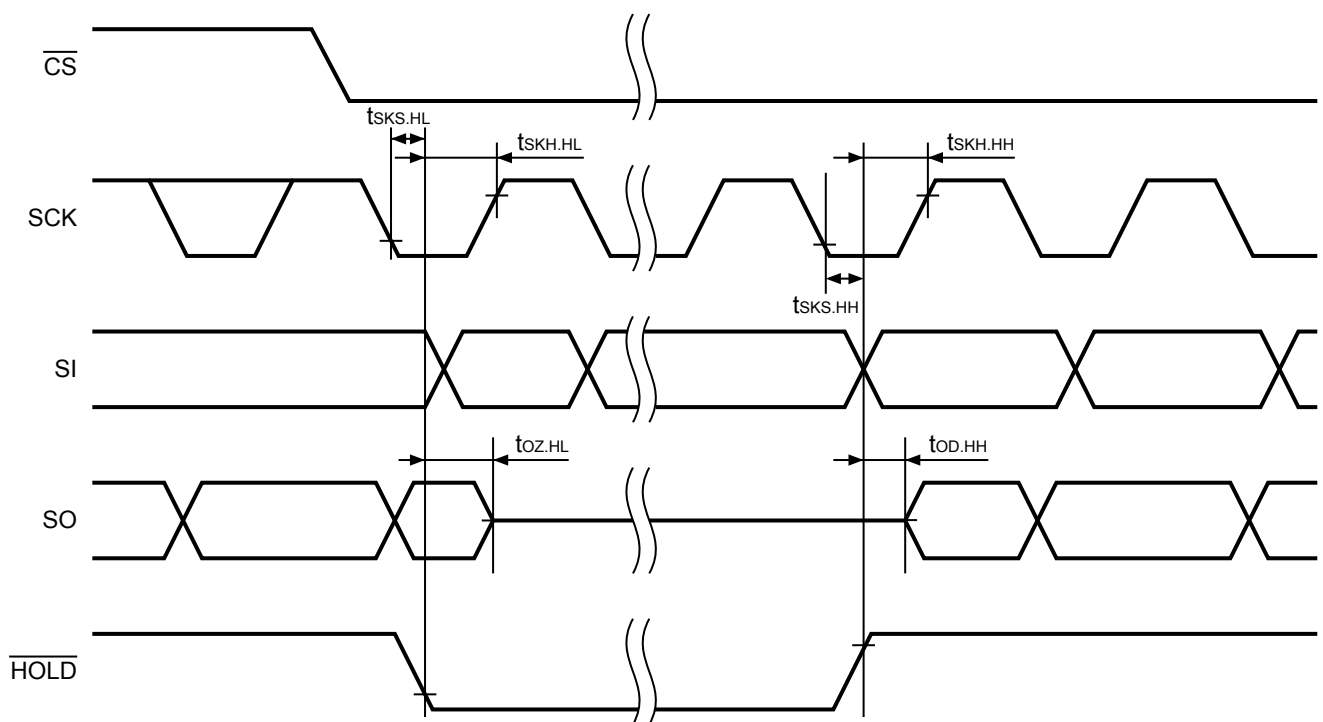 CS
tSKS.HL
tSKH.HL
tSKH.HH
SCK
tSKS.HH
SI
tOZ.HL
tOD.HH
SO
HOLD